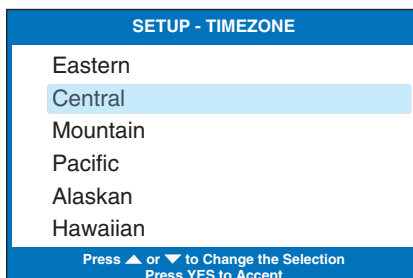 SETUP - TIMEZONE
Eastern
Central
Mountain
Pacific
Alaskan
Hawaiian
Press ▲ or ▼ to Change the Selection
Press YES to Accept